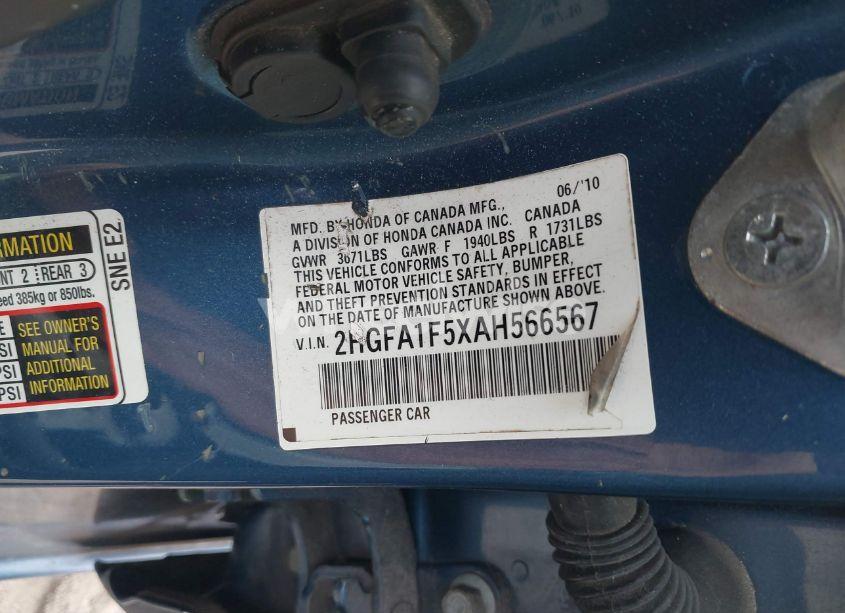 ORMATION
NT 2 REAR 3
eed 385kg or 850lbs.
E SEE OWNER'S
SI MANUAL FOR
PSI ADDITIONAL
PSI INFORMATION
SNE E2
06/'10
MFD. BY HONDA OF CANADA MFG.,
A DIVISION OF HONDA CANADA INC. CANADA
GVWR 3671LBS GAWR F 1940LBS R 1731LBS
THIS VEHICLE CONFORMS TO ALL APPLICABLE
FEDERAL MOTOR VEHICLE SAFETY, BUMPER,
AND THEFT PREVENTION STANDARDS IN EFFECT
ON THE DATE OF MANUFACTURE SHOWN ABOVE.
V.I.N. 2HGFA1F5XAH566567
PASSENGER CAR